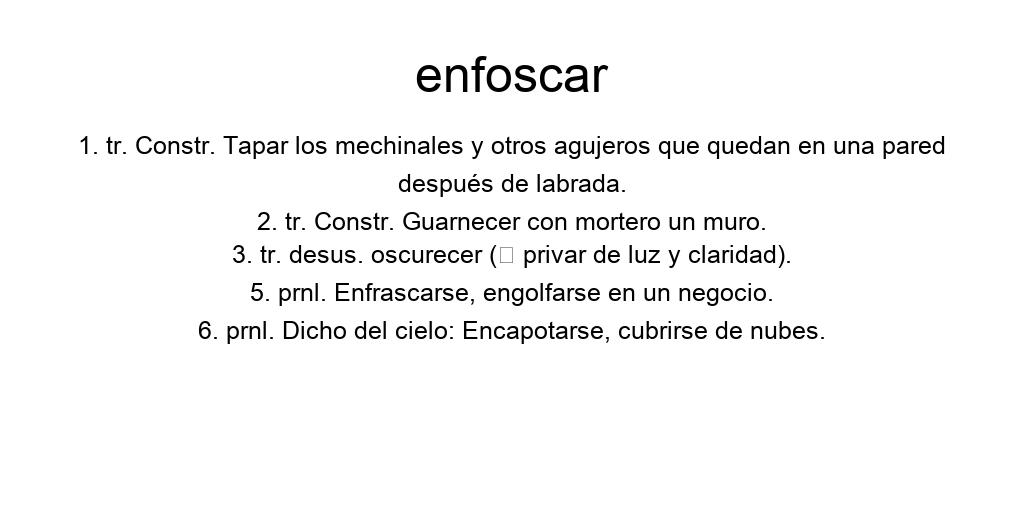 enfoscar
1. tr. Constr. Tapar los mechinales y otros agujeros que quedan en una pared
después de labrada.
2. tr. Constr. Guarnecer con mortero un muro.
3. tr. desus. oscurecer (□ privar de luz y claridad).
5. prnl. Enfrascarse, engolfarse en un negocio.
6. prnl. Dicho del cielo: Encapotarse, cubrirse de nubes.